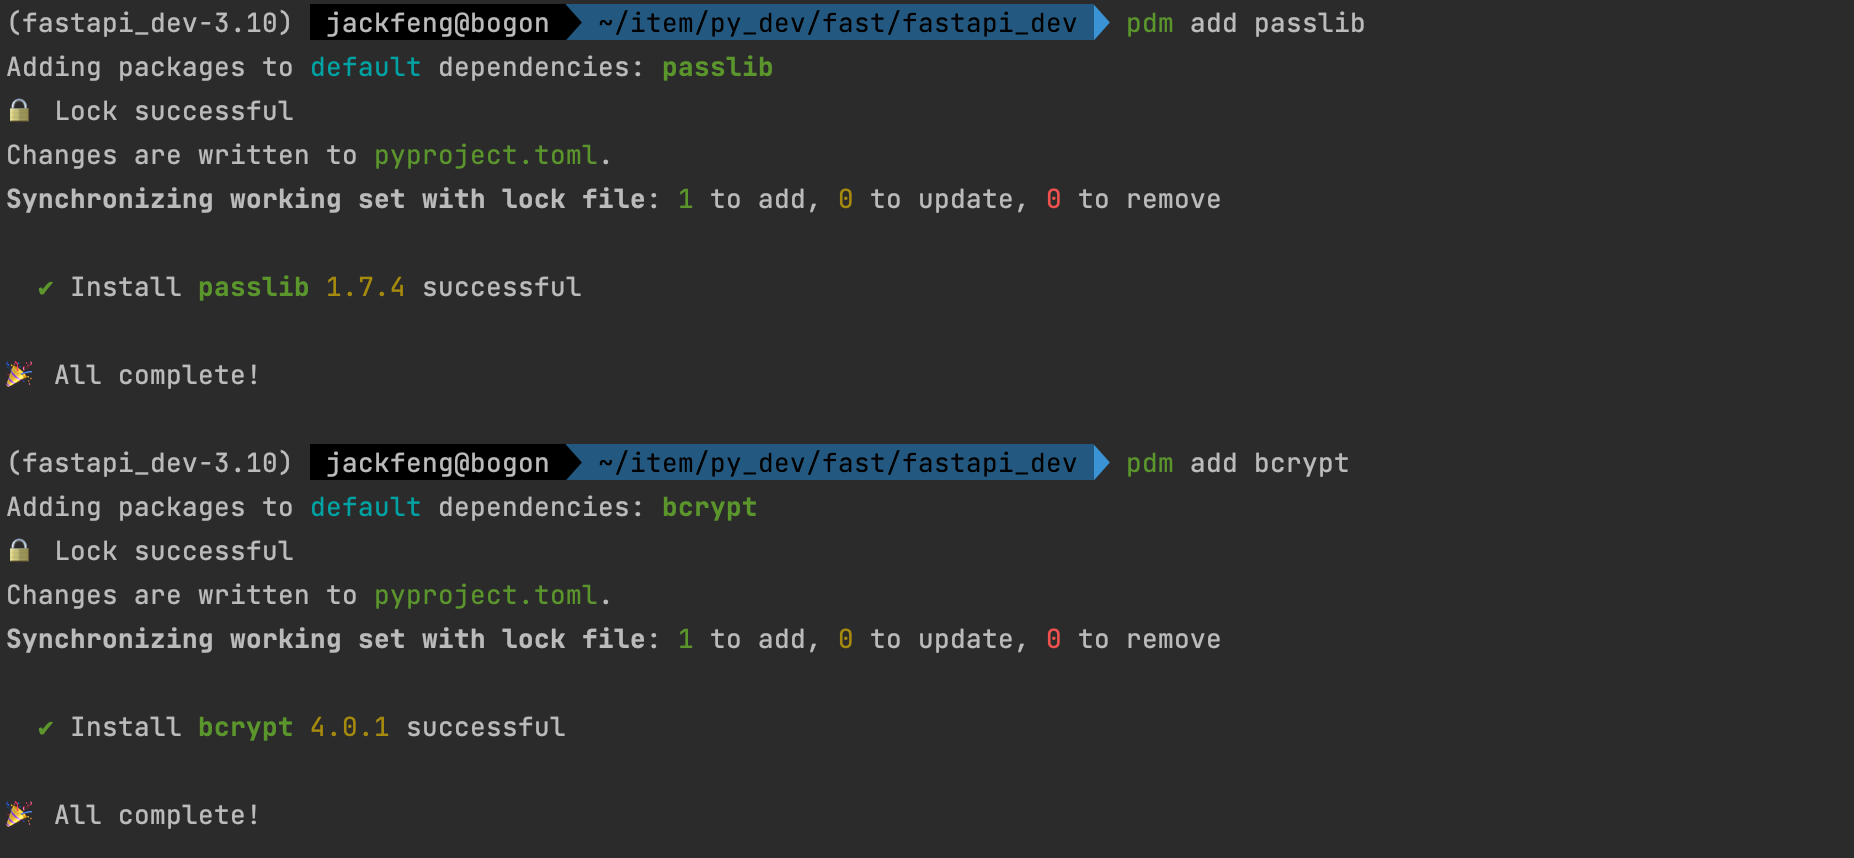 (fastapi_dev-3.10) jackfeng@bogon ~/item/py_dev/fast/fastapi_dev pdm add passlib
Adding packages to default dependencies: passlib
🔒 Lock successful
Changes are written to pyproject.toml.
Synchronizing working set with lock file: 1 to add, 0 to update, 0 to remove
✔ Install passlib 1.7.4 successful
🎉 All complete!
(fastapi_dev-3.10) jackfeng@bogon ~/item/py_dev/fast/fastapi_dev pdm add bcrypt
Adding packages to default dependencies: bcrypt
🔒 Lock successful
Changes are written to pyproject.toml.
Synchronizing working set with lock file: 1 to add, 0 to update, 0 to remove
✔ Install bcrypt 4.0.1 successful
🎉 All complete!